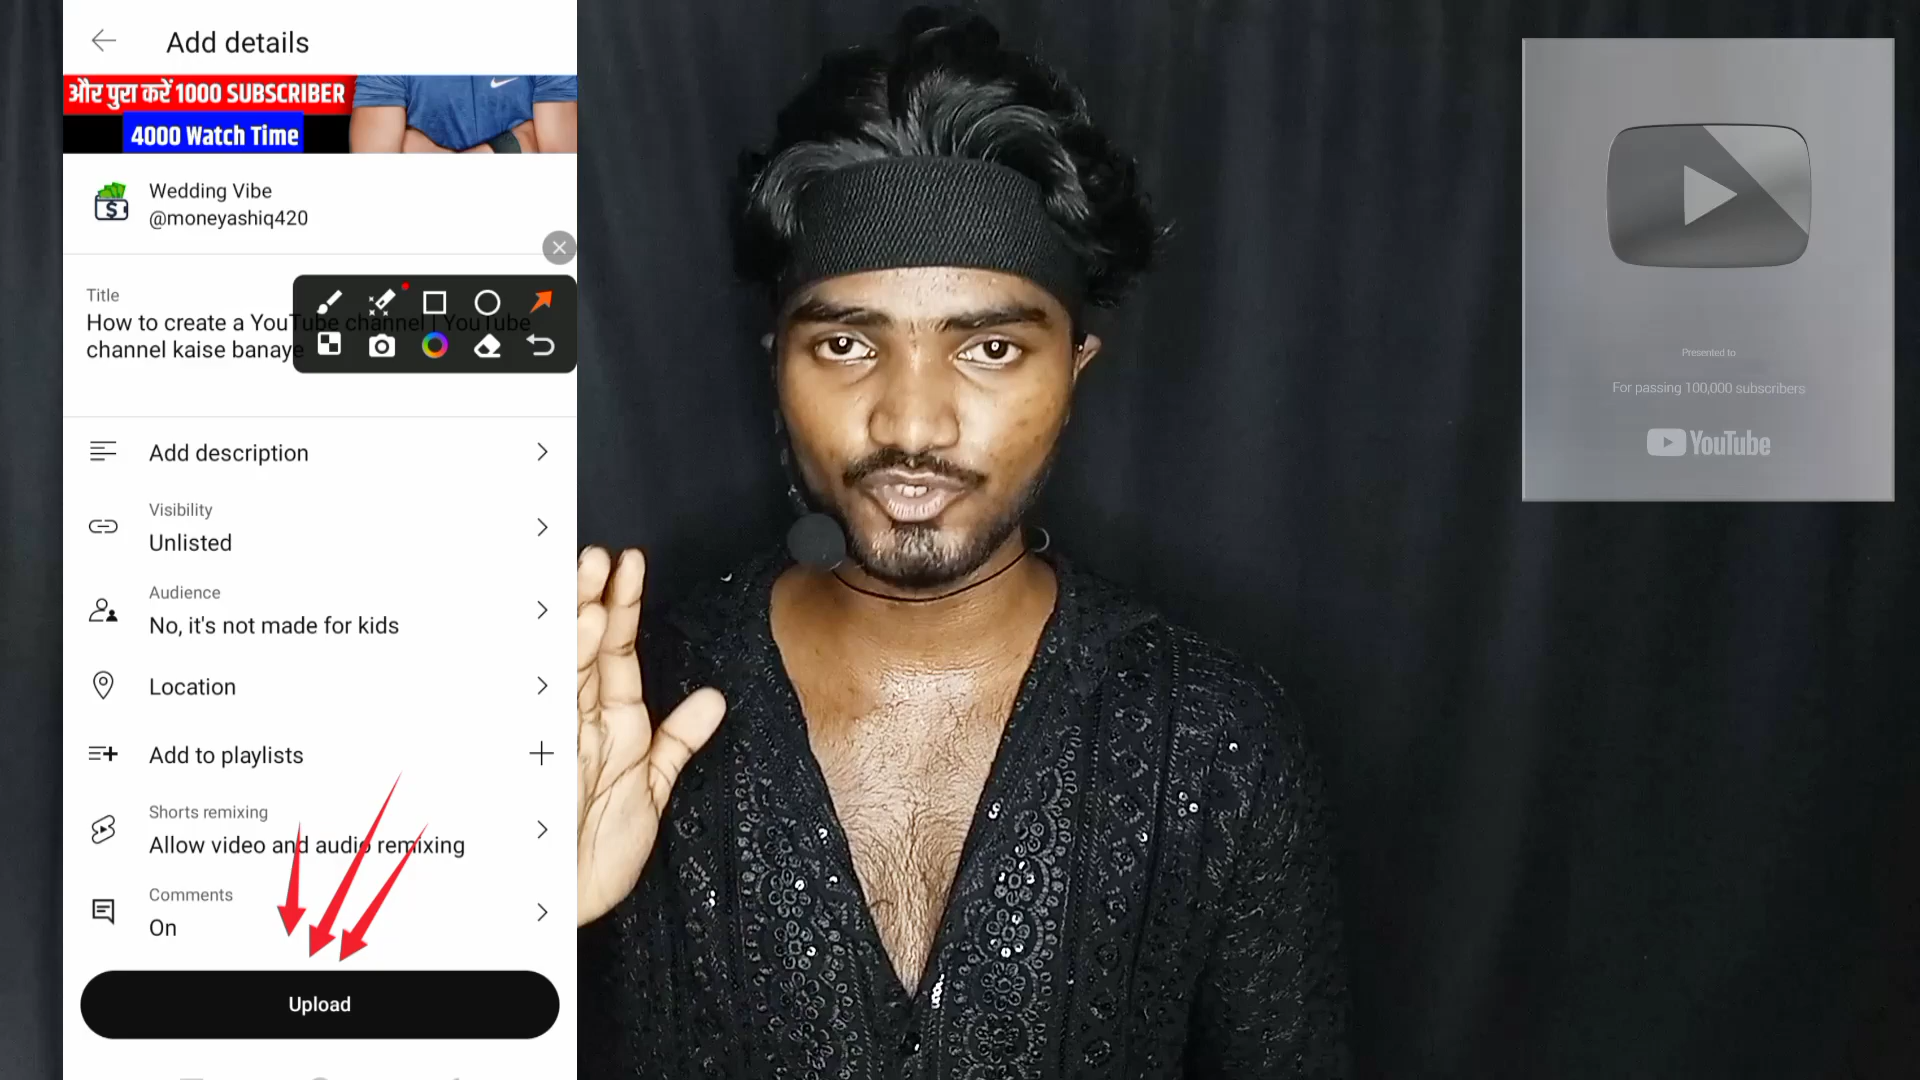 Add details
और पुरा करें 1000 SUBSCRIBER
4000 Watch Time
Wedding Vibe
@moneyashiq420
Title
How to create a YouTube channel | YouTube
channel kaise banaye
Add description
Visibility
Unlisted
Audience
No, it's not made for kids
Location
Add to playlists
Shorts remixing
Allow video and audio remixing
Comments
On
Upload
Presented to
For passing 100,000 subscribers
YouTube